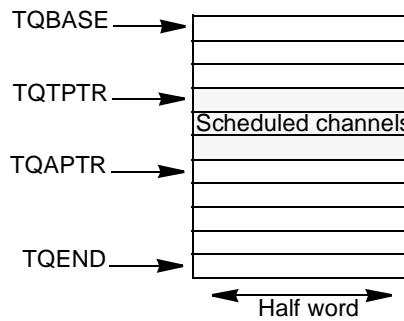 TQBASE
TQTPTR
Scheduled channels
TQAPTR
TQEND
Half word